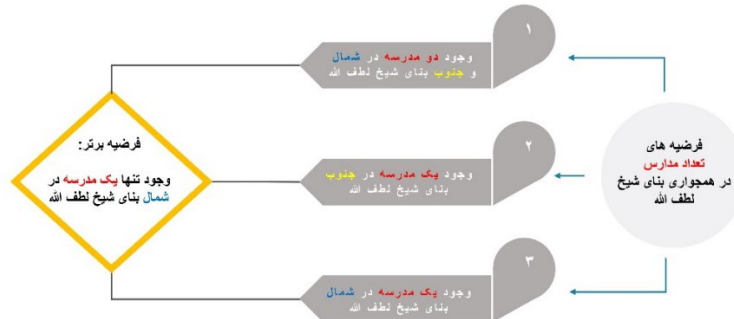 فرضیه های
تعداد مدارس
در همجواری بنای شیخ
لطف الله
۱
وجود دو مدرسه در شمال
و جنوب بنای شیخ لطف الله
۲
وجود یک مدرسه در جنوب
بنای شیخ لطف الله
۳
وجود یک مدرسه در شمال
بنای شیخ لطف الله
فرضیه برتر:
وجود تنها یک مدرسه در
شمال بنای شیخ لطف الله